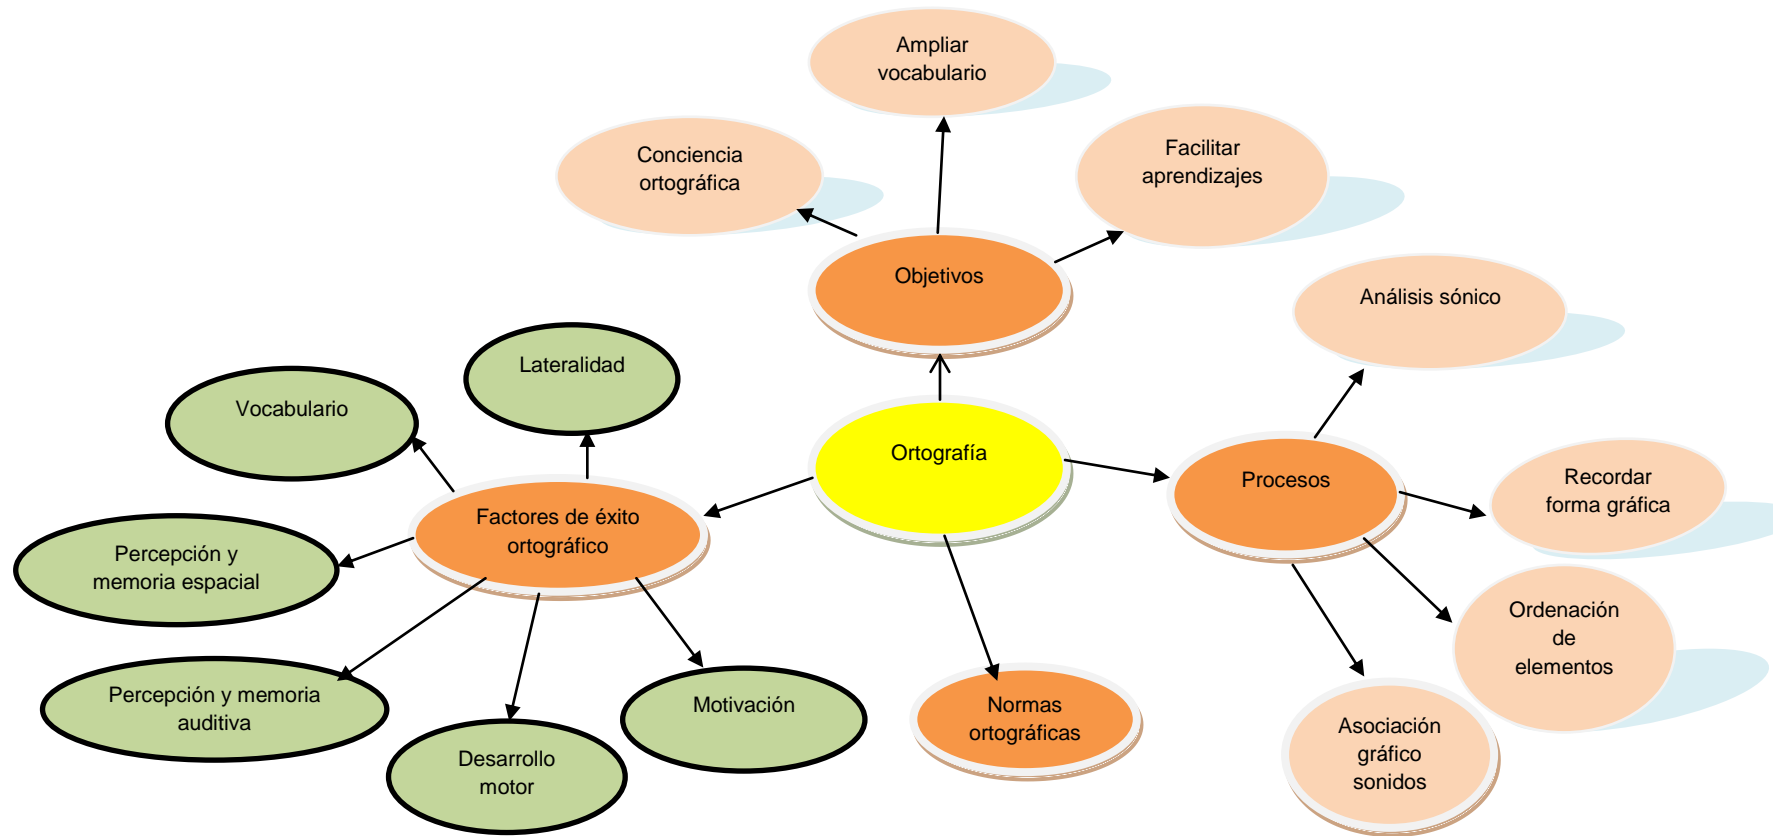 Ampliar
vocabulario
Conciencia
ortográfica
Facilitar
aprendizajes
Objetivos
Análisis sónico
Lateralidad
Vocabulario
Ortografía
Procesos
Recordar
forma gráfica
Factores de éxito
ortográfico
Percepción y
memoria espacial
Ordenación
de
elementos
Percepción y memoria
auditiva
Motivación
Normas
ortográficas
Asociación
gráfico
sonidos
Desarrollo
motor